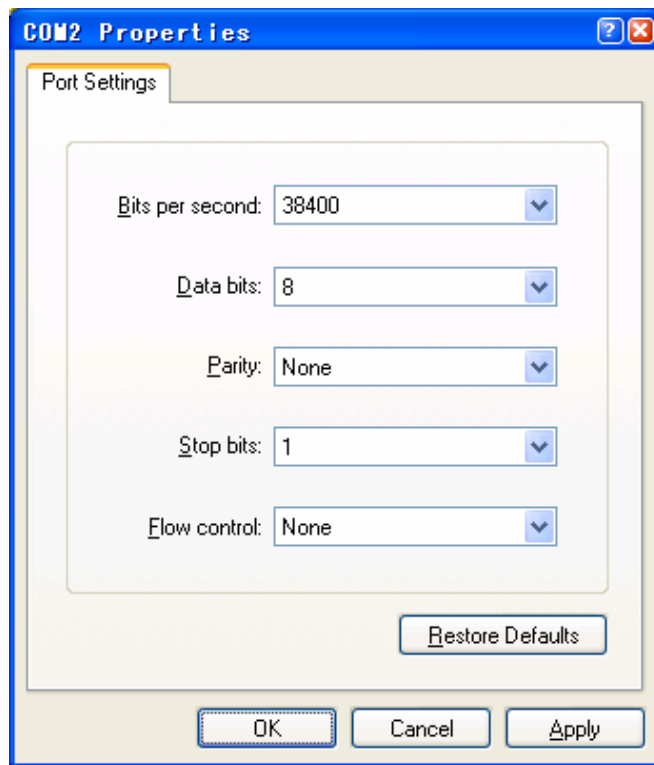 COM2 Properties
Port Settings
Bits per second: 38400
Data bits: 8
Parity: None
Stop bits: 1
Flow control: None
Restore Defaults
OK Cancel Apply